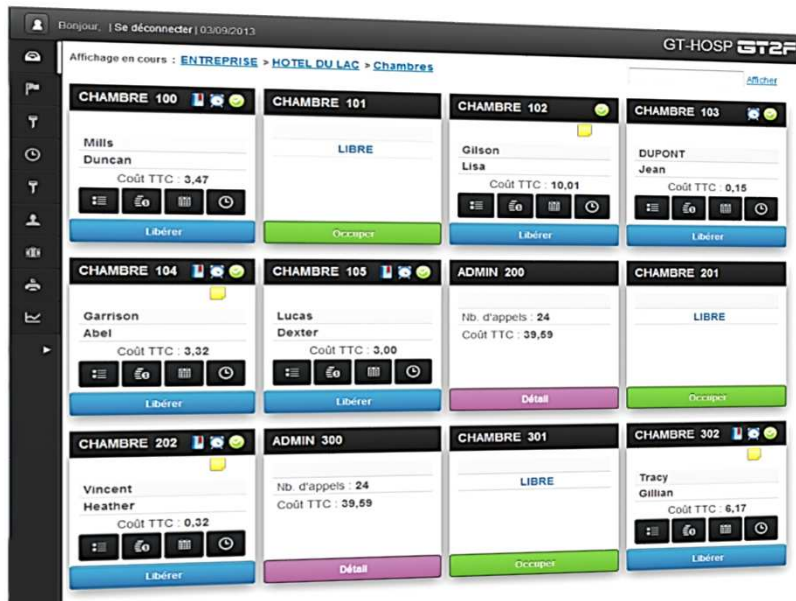 Bonjour, | Se déconnecter | 03/09/2013
GT-HOSP GT2F
Affichage en cours : ENTREPRISE > HOTEL DU LAC > Chambres
Afficher
CHAMBRE 100
Mills
Duncan
Coût TTC : 3,47
Libérer
CHAMBRE 101
LIBRE
Occuper
CHAMBRE 102
Gilson
Lisa
Coût TTC : 10,01
Libérer
CHAMBRE 103
DUPONT
Jean
Coût TTC : 0,15
Libérer
CHAMBRE 104
Garrison
Abel
Coût TTC : 3,32
Libérer
CHAMBRE 105
Lucas
Dexter
Coût TTC : 3,00
Libérer
ADMIN 200
Nb. d'appels : 24
Coût TTC : 39,59
Détail
CHAMBRE 201
LIBRE
Occuper
CHAMBRE 202
Vincent
Heather
Coût TTC : 0,32
Libérer
ADMIN 300
Nb. d'appels : 24
Coût TTC : 39,59
Détail
CHAMBRE 301
LIBRE
Occuper
CHAMBRE 302
Tracy
Gillian
Coût TTC : 6,17
Libérer